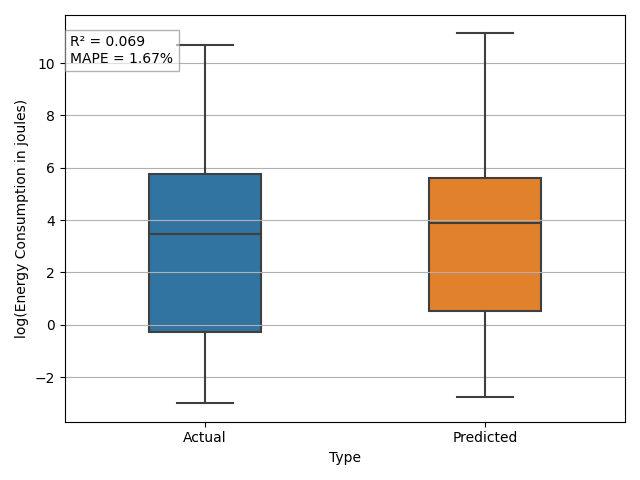 R² = 0.069
MAPE = 1.67%
10
8
6
4
2
0
−2
log(Energy Consumption in joules)
Actual
Predicted
Type